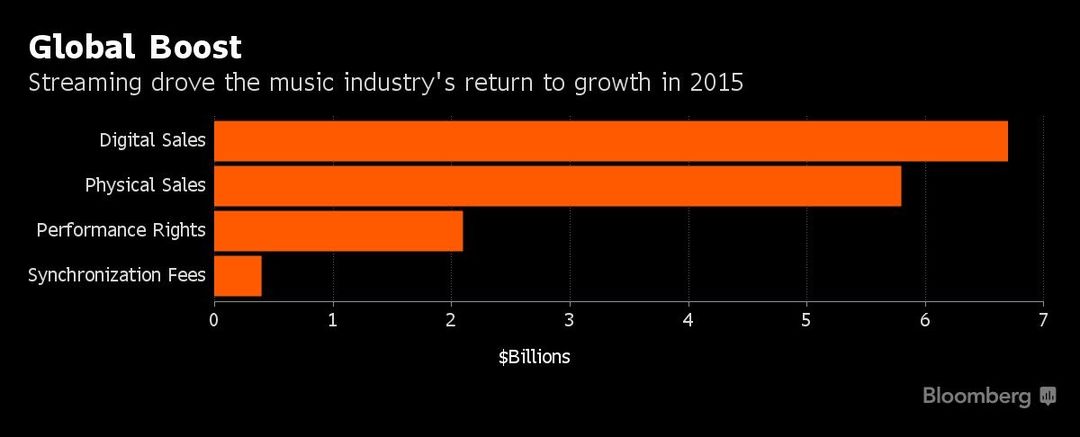 Global Boost
Streaming drove the music industry's return to growth in 2015
Digital Sales
Physical Sales
Performance Rights
Synchronization Fees
0 1 2 3 4 5 6 7
$Billions
Bloomberg